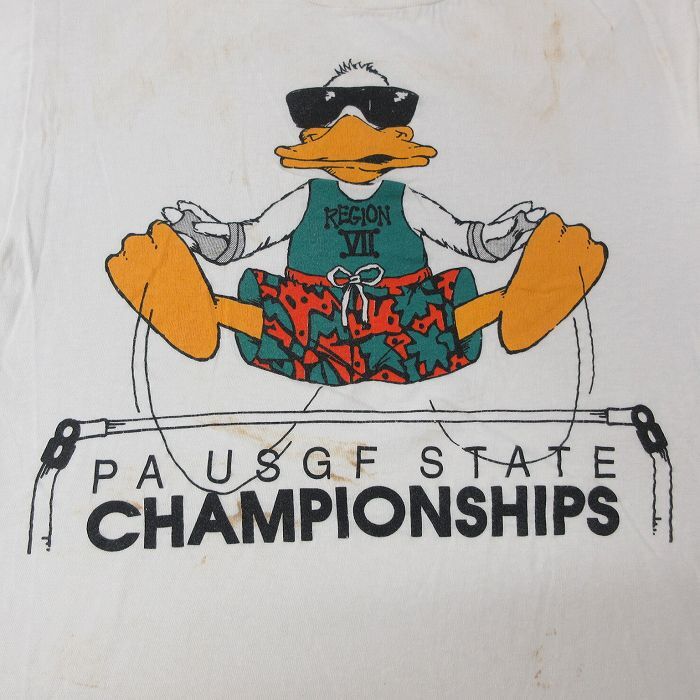 REGION
VII
PA USGF STATE
CHAMPIONSHIPS